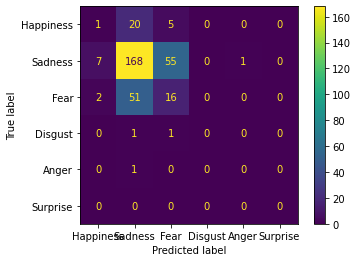 Happiness 1 20 5 0 0 0
Sadness 7 168 55 0 1 0
Fear 2 51 16 0 0 0
Disgust 0 1 1 0 0 0
Anger 0 1 0 0 0 0
Surprise 0 0 0 0 0 0
Happiness Sadness Fear Disgust Anger Surprise
Predicted label
True label
160
140
120
100
80
60
40
20
0